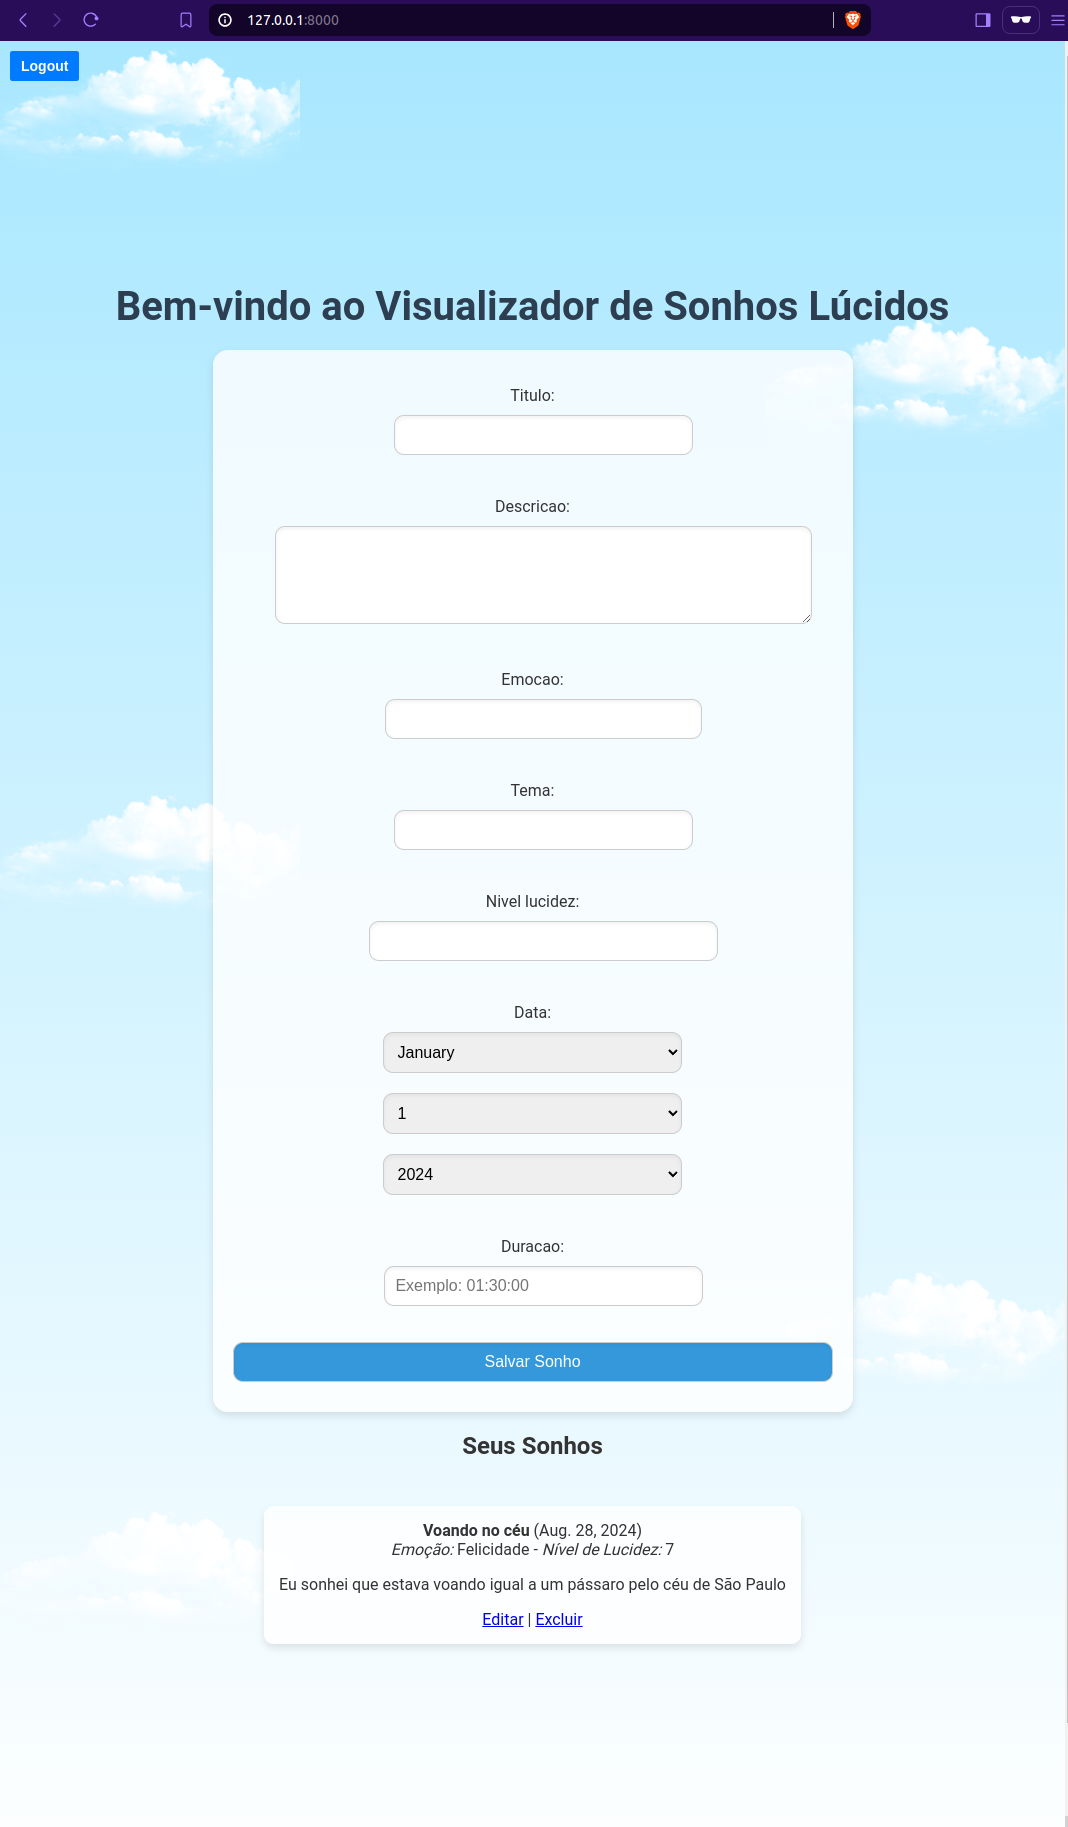 127.0.0.1:8000
Logout
Bem-vindo ao Visualizador de Sonhos Lúcidos
Titulo:
Descricao:
Emocao:
Tema:
Nivel lucidez:
Data:
January
1
2024
Duracao:
Exemplo: 01:30:00
Salvar Sonho
Seus Sonhos
Voando no céu (Aug. 28, 2024)
Emoção: Felicidade - Nível de Lucidez: 7
Eu sonhei que estava voando igual a um pássaro pelo céu de São Paulo
Editar | Excluir